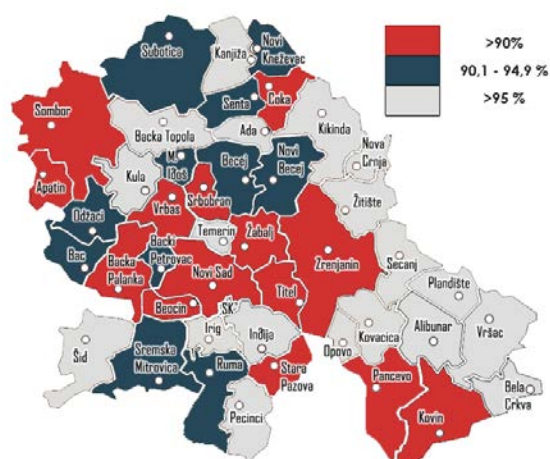 >90%
90,1 - 94,9 %
>95 %
Subotica
Kanjiža
Novi
Kneževac
Senta
Coka
Sombor
Backa Topola
Ada
Kikinda
Nova
Crnja
Apatin
Kula
M.
Iđoš
Becej
Novi
Becej
Srbobran
Vrbas
Žitište
Odžaci
Temerin
Žabalj
Bac
Backa
Palanka
Backi
Petrovac
Novi Sad
Zrenjanin
Secanj
Titel
Plandište
Beocin
SK
Irig
Inđija
Kovacica
Alibunar
Vršac
Šid
Sremska
Mitrovica
Ruma
Stara
Pazova
Opovo
Pancevo
Bela
Crkva
Pecinci
Kovin